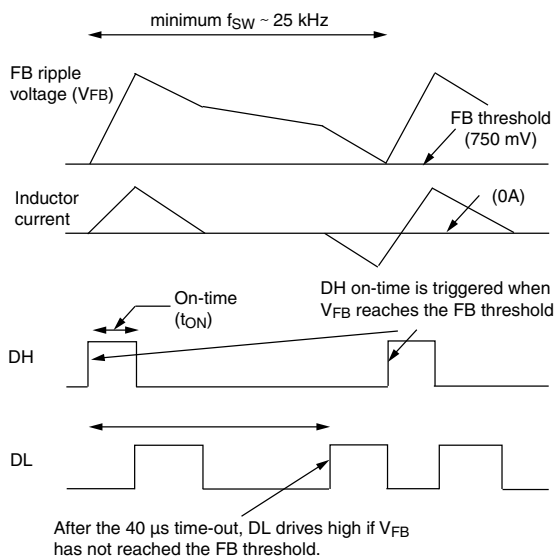 minimum fSW ~ 25 kHz
FB ripple
voltage (VFB)
FB threshold
(750 mV)
Inductor
current
(0A)
DH on-time is triggered when
VFB reaches the FB threshold
On-time
(tON)
DH
DL
After the 40 µs time-out, DL drives high if VFB
has not reached the FB threshold.